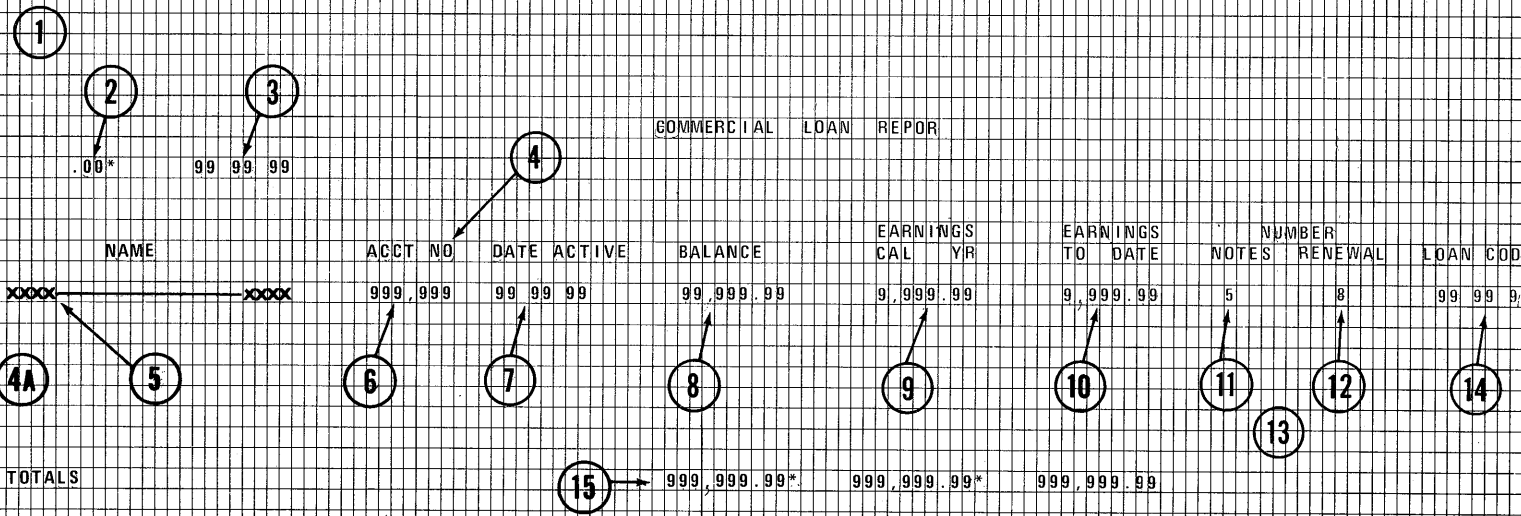 1
2 3
COMMERCIAL LOAN REPOR
4
.00* 99 99 99
EARNINGS EARNINGS NUMBER
NAME ACCT NO DATE ACTIVE BALANCE CAL YR TO DATE NOTES RENEWAL LOAN COD
XXXX XXXX 999,999 99 99 99 99,999.99 9,999.99 9,999.99 5 8 99 99 9
4A 5 6 7 8 9 10 11 12 14
13
TOTALS 15 999,999.99* 999,999.99* 999,999.99